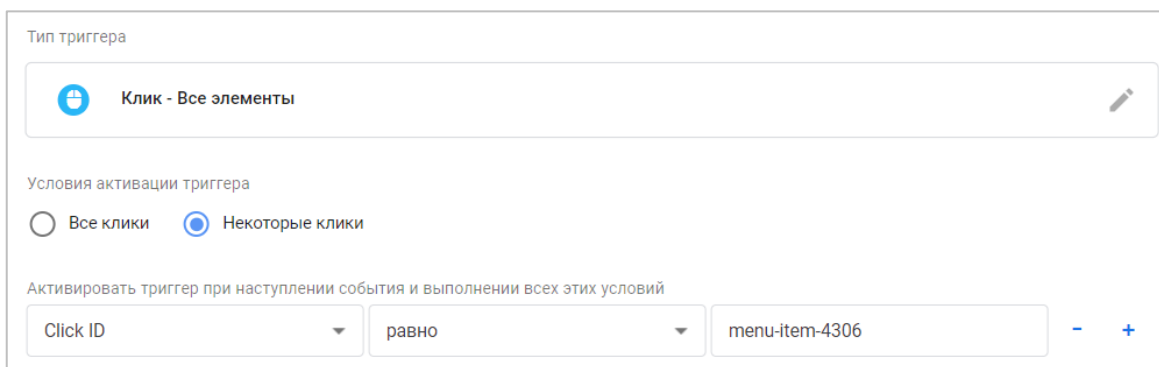 Тип триггера
Клик - Все элементы
Условия активации триггера
Все клики Некоторые клики
Активировать триггер при наступлении события и выполнении всех этих условий
Click ID равно menu-item-4306 - +